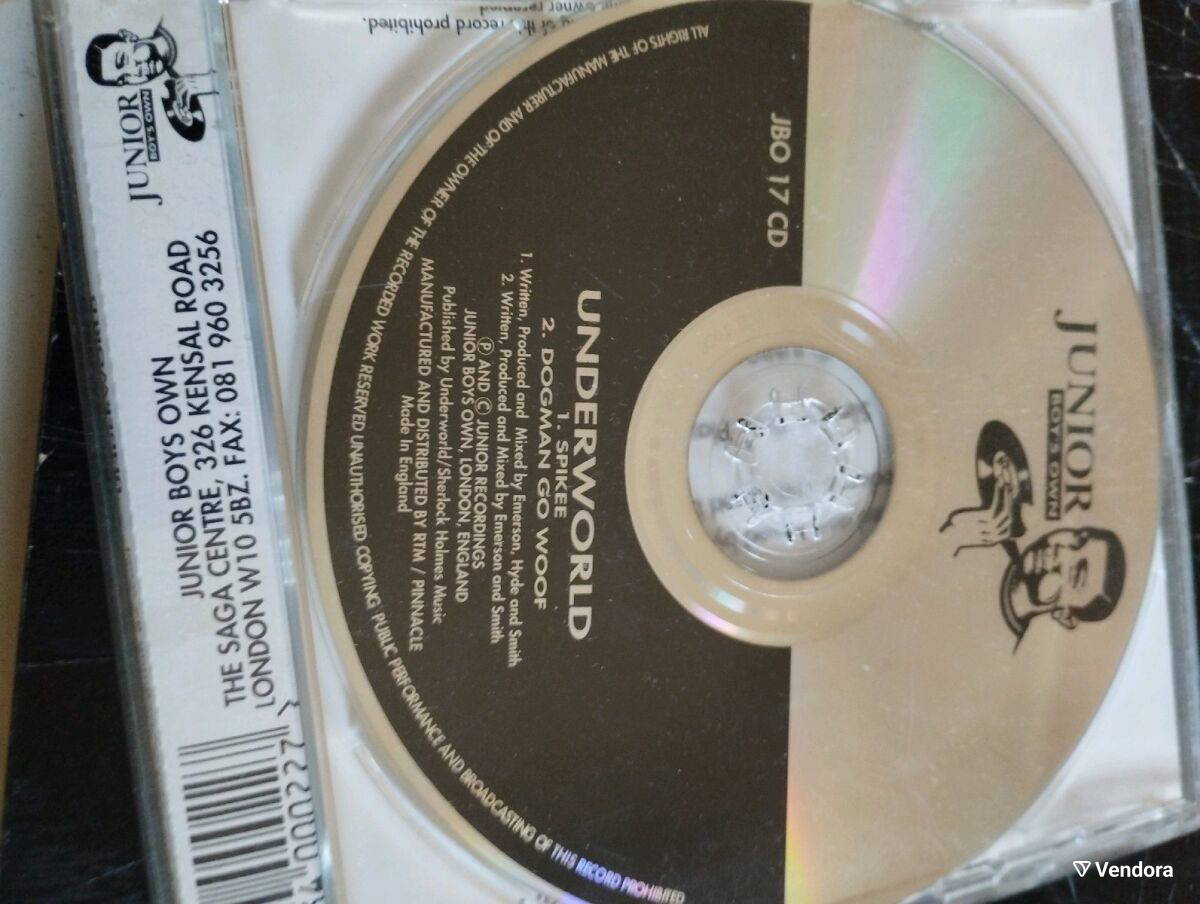 JUNIOR
BOY'S OWN
JUNIOR BOYS OWN
THE SAGA CENTRE, 326 KENSAL ROAD
LONDON W10 5BZ. FAX: 081 960 3256
000227
record prohibited.
JUNIOR
BOY'S OWN
JBO 17 CD
UNDERWORLD
1. SPIKEE
2. DOGMAN GO WOOF
1. Written, Produced and Mixed by Emerson, Hyde and Smith
2. Written, Produced and Mixed by Emerson and Smith
Ⓟ AND © JUNIOR RECORDINGS
JUNIOR BOYS OWN, LONDON, ENGLAND
Published by Underworld/Sherlock Holmes Music
MANUFACTURED AND DISTRIBUTED BY RTM / PINNACLE
Made In England
ALL RIGHTS OF THE MANUFACTURER AND OF THE OWNER OF THE RECORDED WORK RESERVED UNAUTHORISED COPYING PUBLIC PERFORMANCE AND BROADCASTING OF THIS RECORD PROHIBITED
Vendora